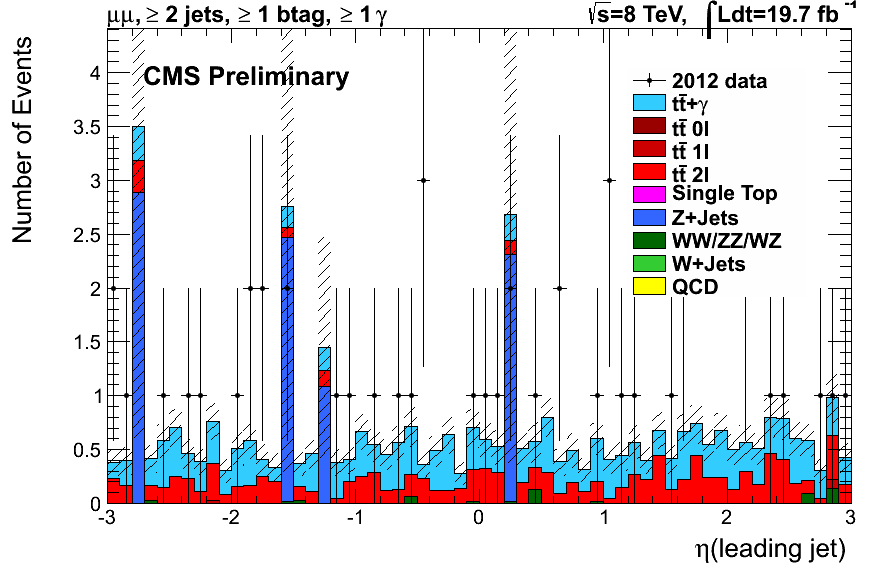 μμ, ≥ 2 jets, ≥ 1 btag, ≥ 1 γ
√s=8 TeV, ∫Ldt=19.7 fb⁻¹
CMS Preliminary
Number of Events
4
3.5
3
2.5
2
1.5
1
0.5
0
2012 data
tt̄+γ
tt̄ 0l
tt̄ 1l
tt̄ 2l
Single Top
Z+Jets
WW/ZZ/WZ
W+Jets
QCD
-3 -2 -1 0 1 2 3
η(leading jet)